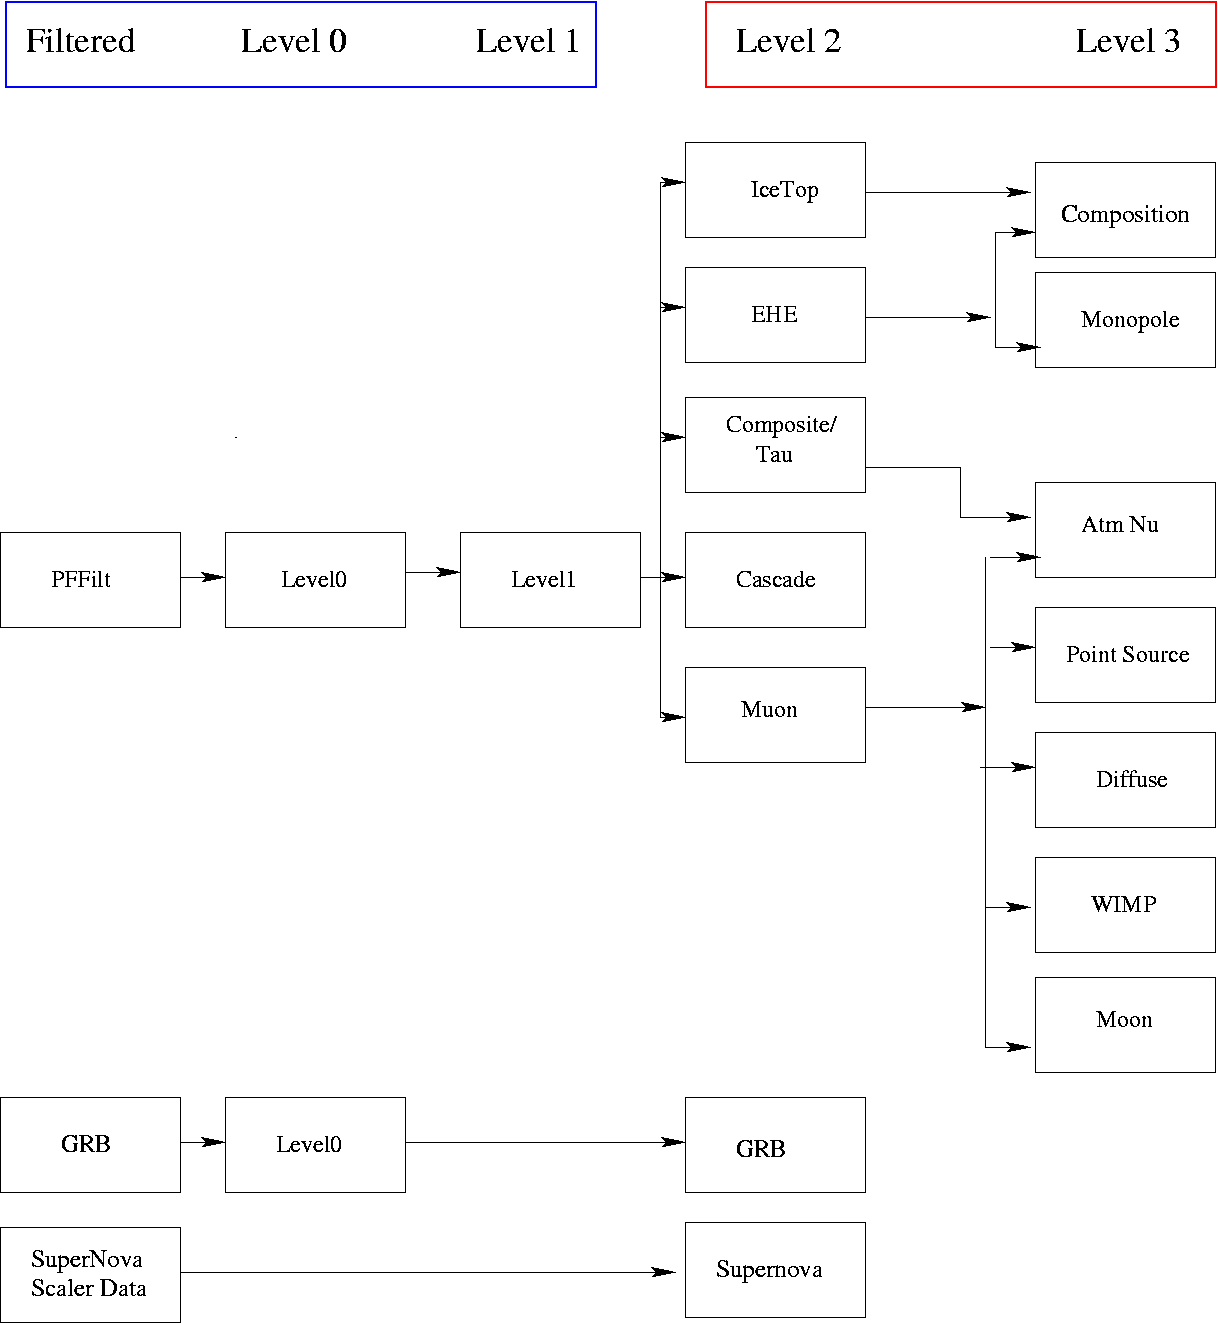 Filtered Level 0 Level 1 Level 2 Level 3
IceTop
Composition
EHE
Monopole
Composite/
Tau
Atm Nu
PFFilt
Level0
Level1
Cascade
Point Source
Muon
Diffuse
WIMP
Moon
GRB
Level0
GRB
SuperNova
Scaler Data
Supernova